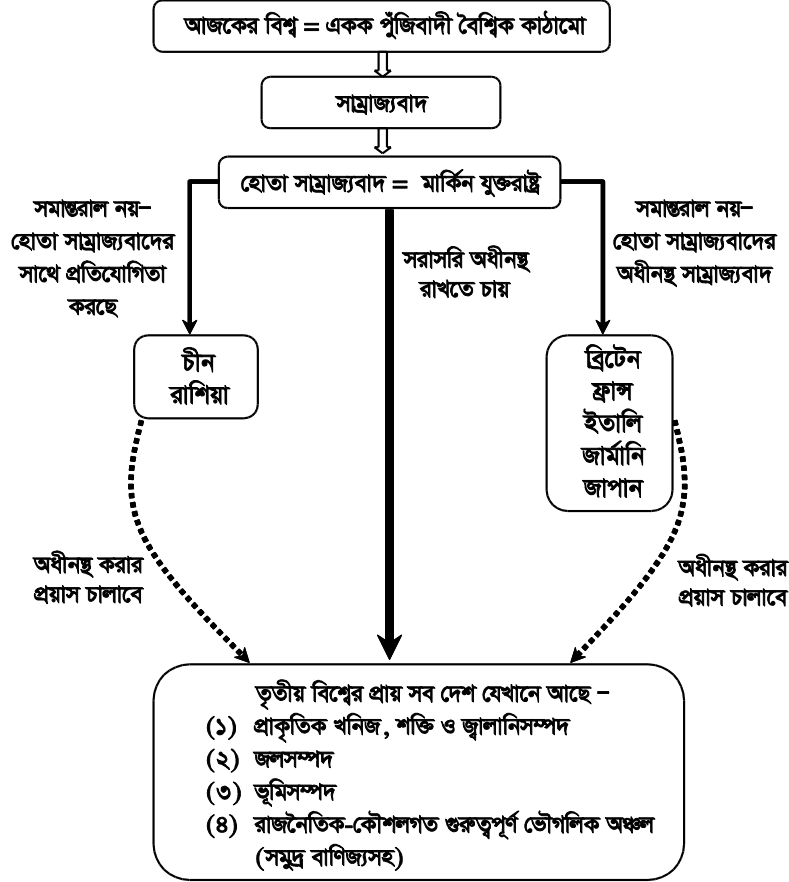 আজকের বিশ্ব = একক পুঁজিবাদী বৈশ্বিক কাঠামো
সাম্রাজ্যবাদ
হোতা সাম্রাজ্যবাদ = মার্কিন যুক্তরাষ্ট্র
সমান্তরাল নয়–
হোতা সাম্রাজ্যবাদের
সাথে প্রতিযোগিতা
করছে
সরাসরি অধীনস্থ
রাখতে চায়
সমান্তরাল নয়–
হোতা সাম্রাজ্যবাদের
অধীনস্থ সাম্রাজ্যবাদ
চীন
রাশিয়া
ব্রিটেন
ফ্রান্স
ইতালি
জার্মানি
জাপান
অধীনস্থ করার
প্রয়াস চালাবে
অধীনস্থ করার
প্রয়াস চালাবে
তৃতীয় বিশ্বের প্রায় সব দেশ যেখানে আছে –
(১) প্রাকৃতিক খনিজ, শক্তি ও জ্বালানিসম্পদ
(২) জলসম্পদ
(৩) ভূমিসম্পদ
(৪) রাজনৈতিক-কৌশলগত গুরুত্বপূর্ণ ভৌগলিক অঞ্চল
(সমুদ্র বাণিজ্যসহ)